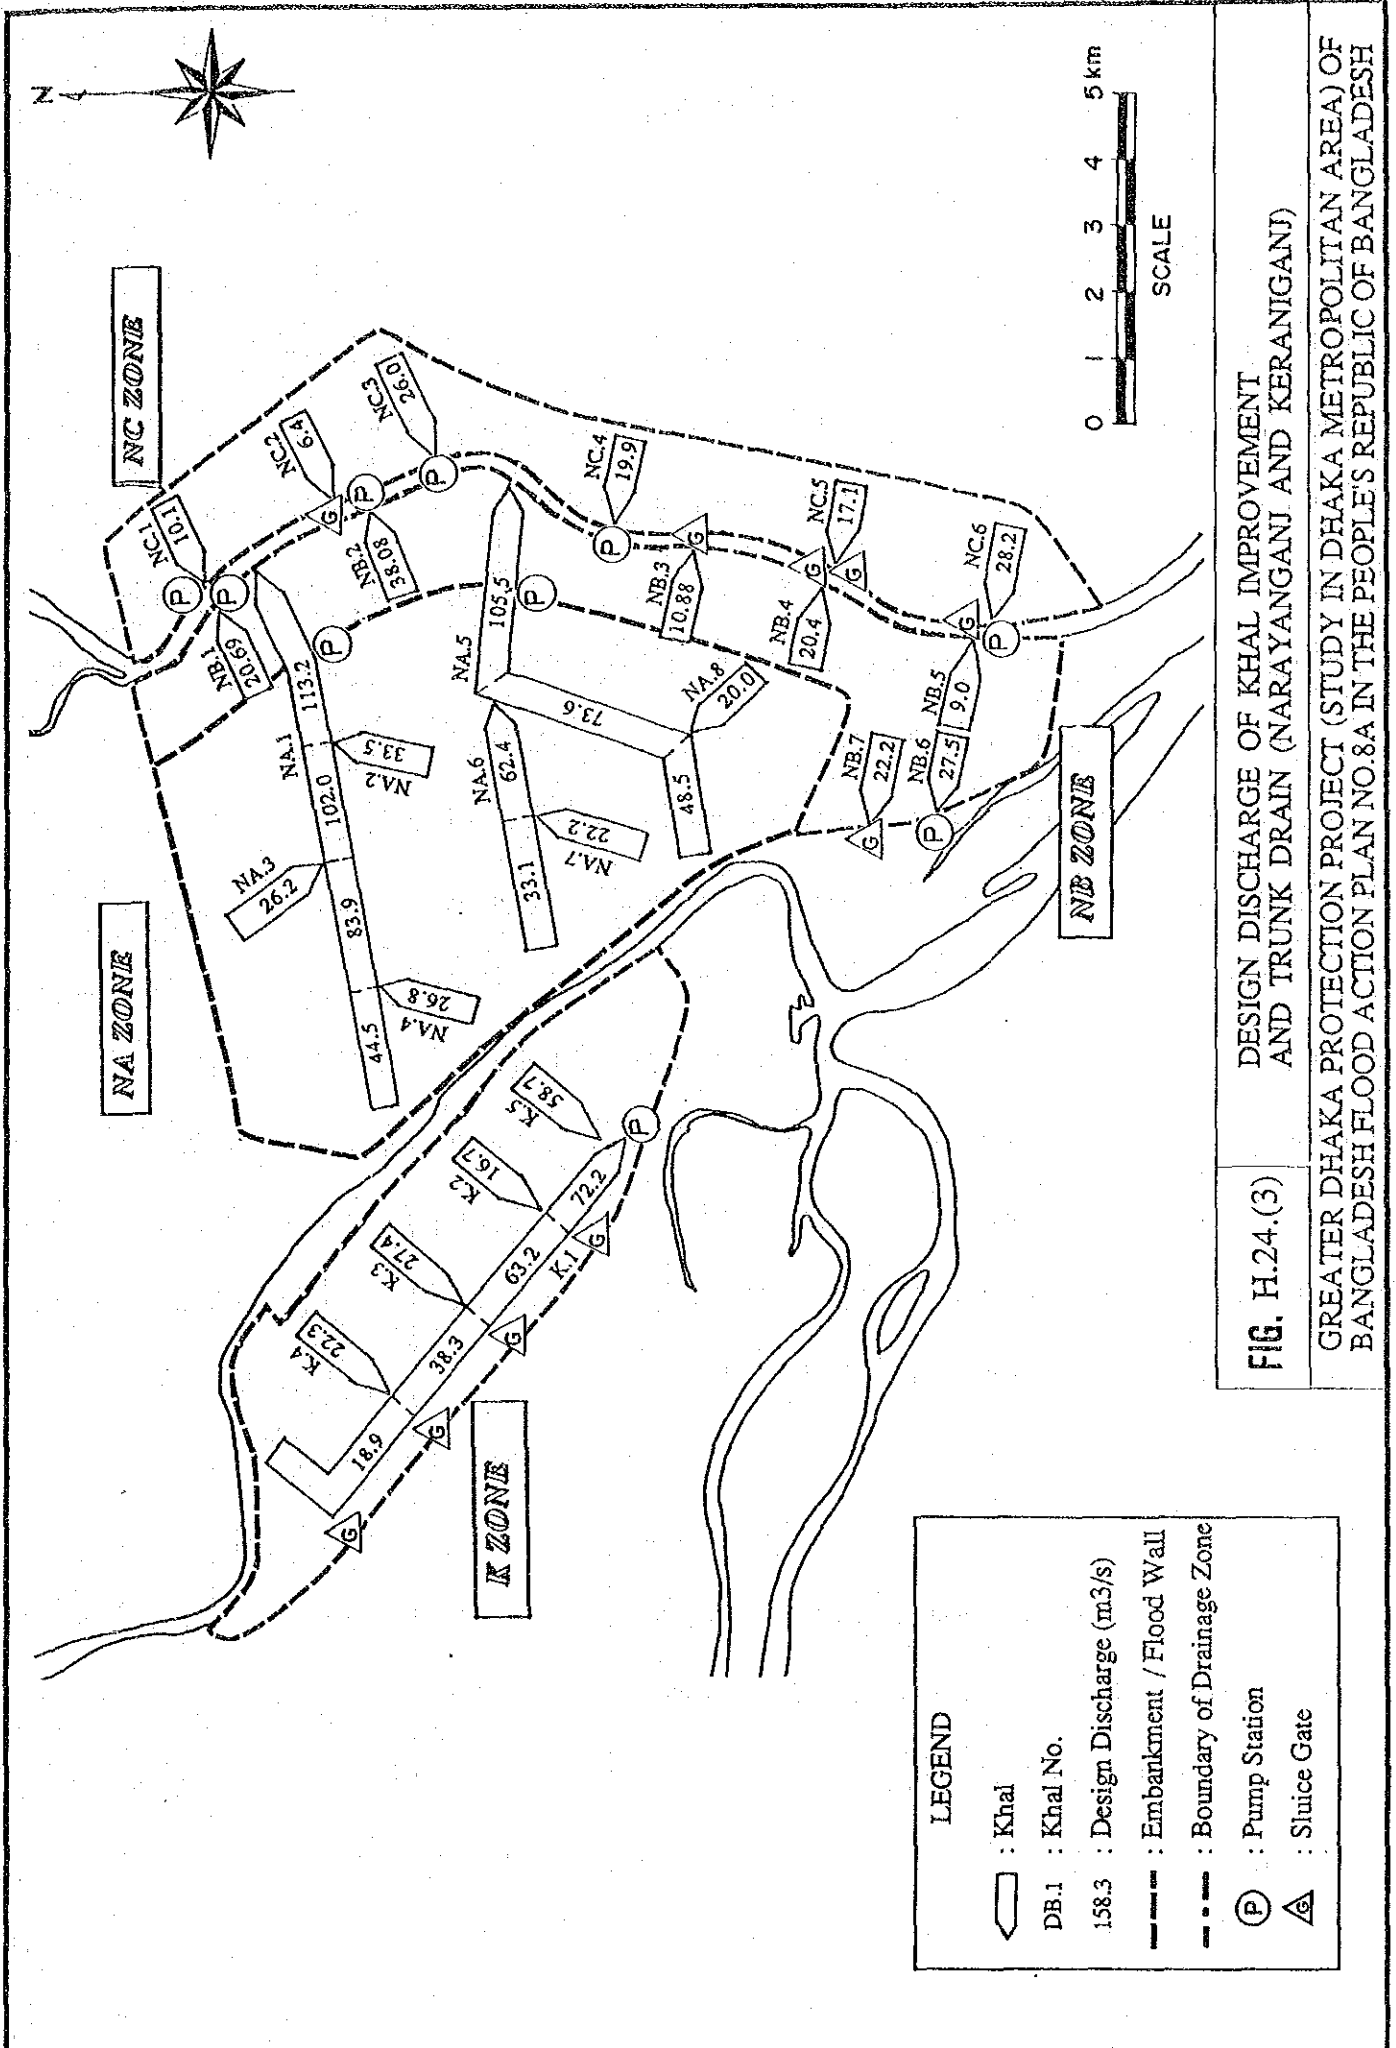 N
NC ZONE
NC.1
10.1
NC.2
6.4
NC.3
26.0
NC.4
19.9
NC.5
17.1
NC.6
28.2
NA ZONE
NA.1
113.2
102.0
83.9
44.5
NA.2
33.5
NA.3
26.2
NA.4
26.8
NA.5
105.5
73.6
48.5
NA.6
62.4
33.1
NA.7
22.2
NA.8
20.0
NB ZONE
NB.1
20.69
NB.2
38.08
NB.3
10.88
NB.4
20.4
NB.5
9.0
NB.6
27.5
NB.7
22.2
K ZONE
K.1
72.2
63.2
38.3
18.9
K.2
16.7
K.3
27.4
K.4
22.3
K.5
58.7
P
P
P
P
P
P
P
P
P
P
G
G
G
G
G
G
G
G
G
G
0 1 2 3 4 5 km
SCALE
LEGEND
: Khal
DB.1 : Khal No.
158.3 : Design Discharge (m3/s)
: Embankment / Flood Wall
: Boundary of Drainage Zone
P : Pump Station
G : Sluice Gate
FIG. H.24.(3)
DESIGN DISCHARGE OF KHAL IMPROVEMENT
AND TRUNK DRAIN (NARAYANGANJ AND KERANIGANJ)
GREATER DHAKA PROTECTION PROJECT (STUDY IN DHAKA METROPOLITAN AREA) OF
BANGLADESH FLOOD ACTION PLAN NO.8A IN THE PEOPLE'S REPUBLIC OF BANGLADESH